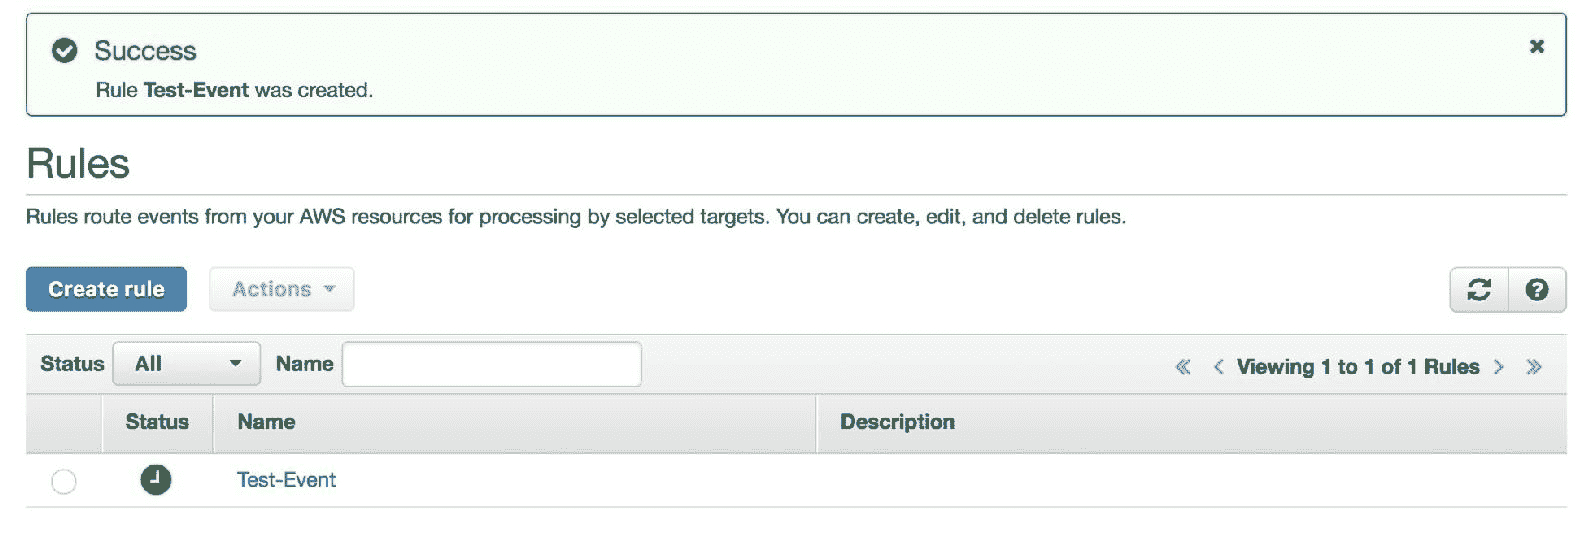 Success
Rule Test-Event was created.
Rules
Rules route events from your AWS resources for processing by selected targets. You can create, edit, and delete rules.
Create rule Actions
Status All Name « < Viewing 1 to 1 of 1 Rules > »
Status Name Description
Test-Event